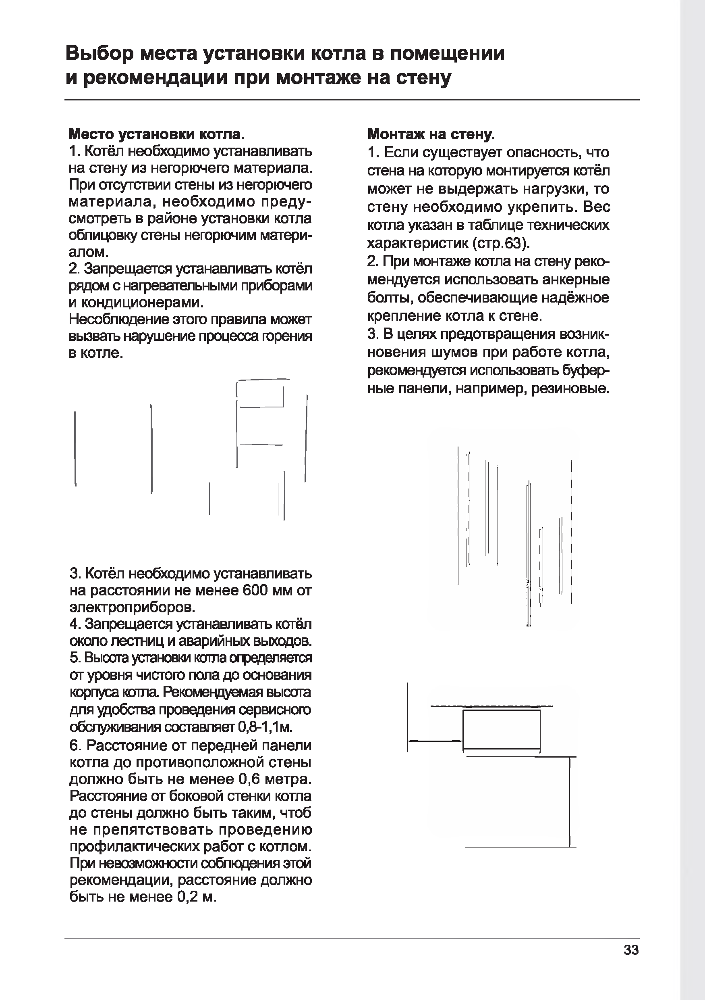 Выбор места установки котла в помещении
и рекомендации при монтаже на стену
Место установки котла.
1. Котёл необходимо устанавливать
на стену из негорючего материала.
При отсутствии стены из негорючего
материала, необходимо преду-
смотреть в районе установки котла
облицовку стены негорючим матери-
алом.
2. Запрещается устанавливать котёл
рядом с нагревательными приборами
и кондиционерами.
Несоблюдение этого правила может
вызвать нарушение процесса горения
в котле.
3. Котёл необходимо устанавливать
на расстоянии не менее 600 мм от
электроприборов.
4. Запрещается устанавливать котёл
около лестниц и аварийных выходов.
5. Высота установки котла определяется
от уровня чистого пола до основания
корпуса котла. Рекомендуемая высота
для удобства проведения сервисного
обслуживания составляет 0,8-1,1м.
6. Расстояние от передней панели
котла до противоположной стены
должно быть не менее 0,6 метра.
Расстояние от боковой стенки котла
до стены должно быть таким, чтоб
не препятствовать проведению
профилактических работ с котлом.
При невозможности соблюдения этой
рекомендации, расстояние должно
быть не менее 0,2 м.
Монтаж на стену.
1. Если существует опасность, что
стена на которую монтируется котёл
может не выдержать нагрузки, то
стену необходимо укрепить. Вес
котла указан в таблице технических
характеристик (стр.63).
2. При монтаже котла на стену реко-
мендуется использовать анкерные
болты, обеспечивающие надёжное
крепление котла к стене.
3. В целях предотвращения возник-
новения шумов при работе котла,
рекомендуется использовать буфер-
ные панели, например, резиновые.
33